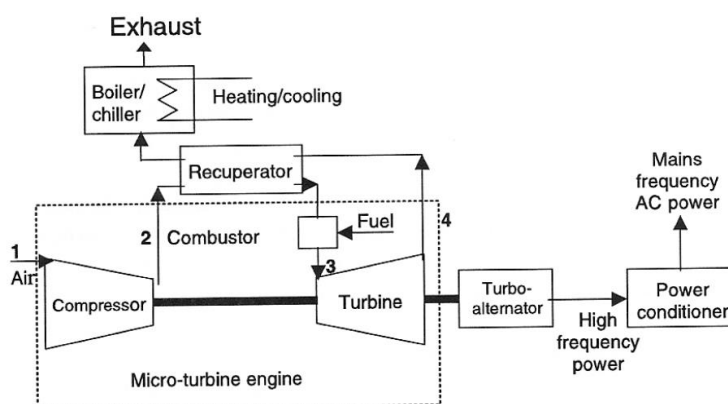 Exhaust
Boiler/
chiller
Heating/cooling
Recuperator
Mains
frequency
AC power
Fuel
4
2
Combustor
1
Air
3
Compressor
Turbine
Turbo-
alternator
Power
conditioner
High
frequency
power
Micro-turbine engine